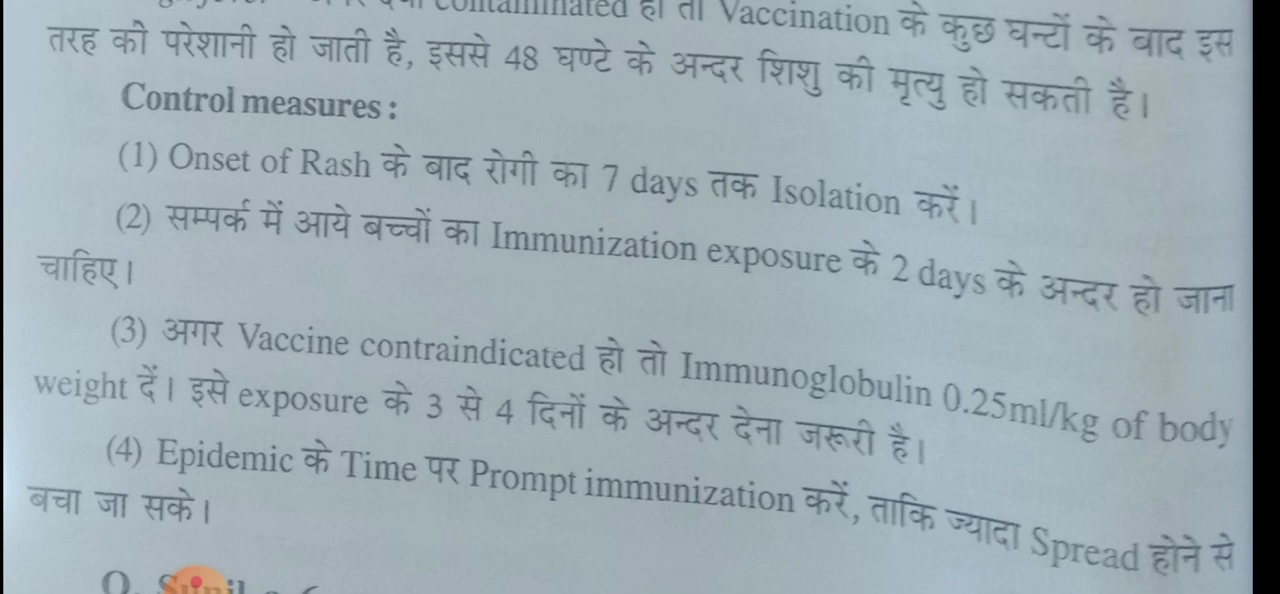 contaminated हो तो Vaccination के कुछ घन्टों के बाद इस
तरह की परेशानी हो जाती है, इससे 48 घण्टे के अन्दर शिशु की मृत्यु हो सकती है।
Control measures :
(1) Onset of Rash के बाद रोगी का 7 days तक Isolation करें।
(2) सम्पर्क में आये बच्चों का Immunization exposure के 2 days के अन्दर हो जाना
चाहिए।
(3) अगर Vaccine contraindicated हो तो Immunoglobulin 0.25ml/kg of body
weight दें। इसे exposure के 3 से 4 दिनों के अन्दर देना जरूरी है।
(4) Epidemic के Time पर Prompt immunization करें, ताकि ज्यादा Spread होने से
बचा जा सके।